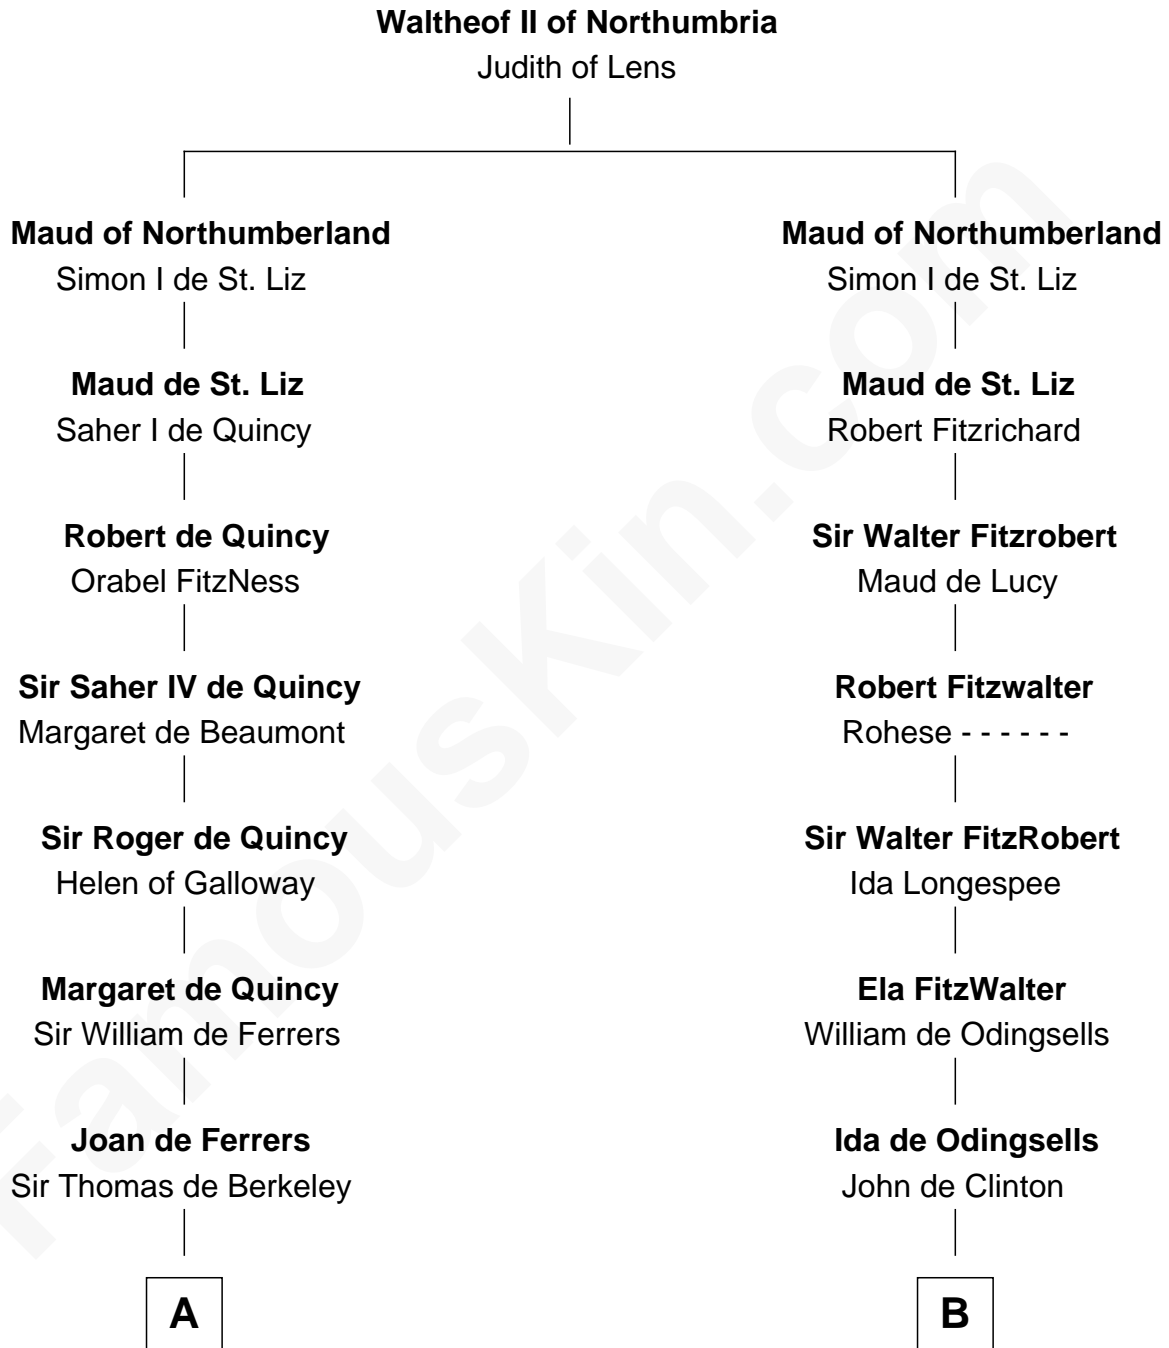 Waltheof II of Northumbria
Judith of Lens
Maud of Northumberland
Simon I de St. Liz
Maud de St. Liz
Saher I de Quincy
Robert de Quincy
Orabel FitzNess
Sir Saher IV de Quincy
Margaret de Beaumont
Sir Roger de Quincy
Helen of Galloway
Margaret de Quincy
Sir William de Ferrers
Joan de Ferrers
Sir Thomas de Berkeley
A
Maud of Northumberland
Simon I de St. Liz
Maud de St. Liz
Robert Fitzrichard
Sir Walter Fitzrobert
Maud de Lucy
Robert Fitzwalter
Rohese - - - - - -
Sir Walter FitzRobert
Ida Longespee
Ela FitzWalter
William de Odingsells
Ida de Odingsells
John de Clinton
B
FamousKin.com